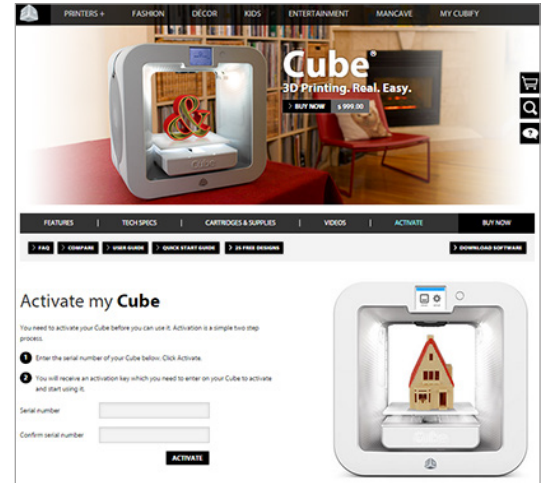 PRINTERS + FASHION DÉCOR KIDS ENTERTAINMENT MANCAVE MY CUBIFY
Cube®
3D Printing. Real. Easy.
> BUY NOW $ 999.00
Cube
FEATURES | TECH SPECS | CARTRIDGES & SUPPLIES | VIDEOS | ACTIVATE BUY NOW
> FAQ > COMPARE > USER GUIDE > QUICK START GUIDE > 25 FREE DESIGNS > DOWNLOAD SOFTWARE
Activate my Cube
You need to activate your Cube before you can use it. Activation is a simple two step
process.
1 Enter the serial number of your Cube below. Click Activate.
2 You will receive an activation key which you need to enter on your Cube to activate
and start using it.
Serial number
Confirm serial number
ACTIVATE
Cube